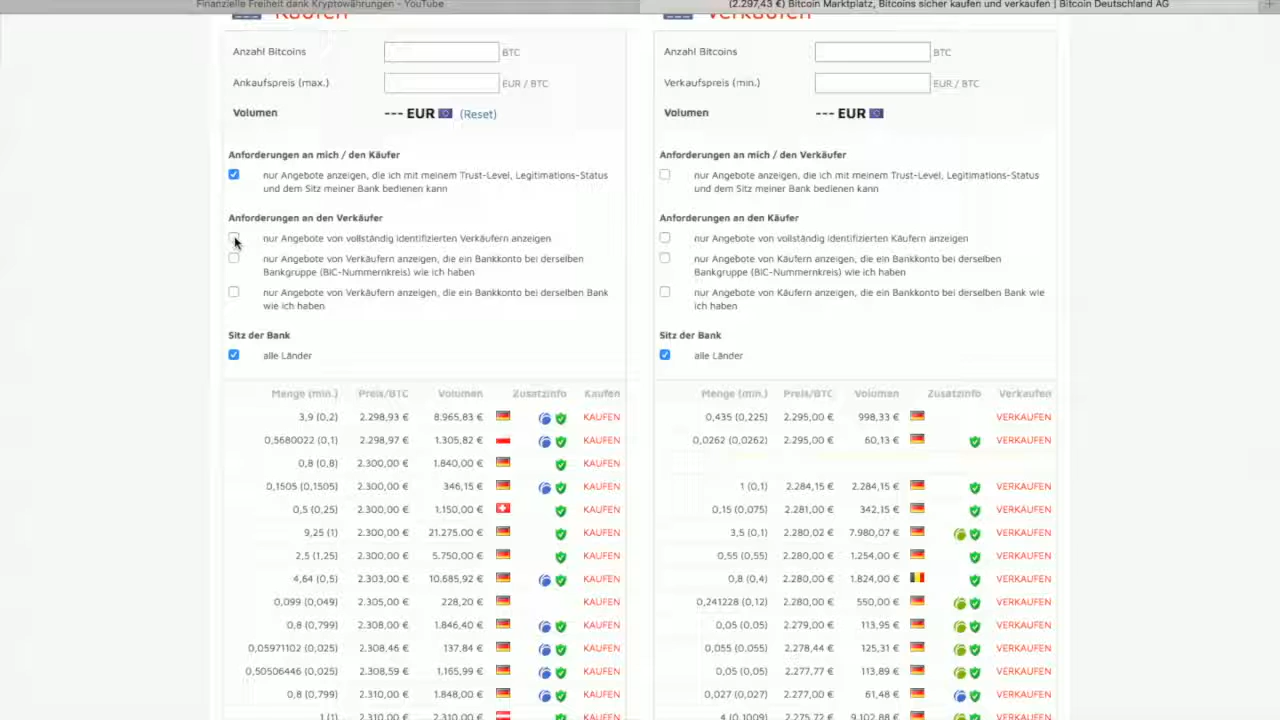 Finanzielle Freiheit dank Kryptowährungen - YouTube
(2.297,43 €) Bitcoin Marktplatz, Bitcoins sicher kaufen und verkaufen | Bitcoin Deutschland AG
Kaufen
Verkaufen
Anzahl Bitcoins BTC
Ankaufspreis (max.) EUR / BTC
Volumen --- EUR (Reset)
Anforderungen an mich / den Käufer
nur Angebote anzeigen, die ich mit meinem Trust-Level, Legitimations-Status
und dem Sitz meiner Bank bedienen kann
Anforderungen an den Verkäufer
nur Angebote von vollständig identifizierten Verkäufern anzeigen
nur Angebote von Verkäufern anzeigen, die ein Bankkonto bei derselben
Bankgruppe (BIC-Nummernkreis) wie ich haben
nur Angebote von Verkäufern anzeigen, die ein Bankkonto bei derselben Bank
wie ich haben
Sitz der Bank
alle Länder
Menge (min.) Preis/BTC Volumen Zusatzinfo Kaufen
3,9 (0,2) 2.298,93 € 8.965,83 € KAUFEN
0,5680022 (0,1) 2.298,97 € 1.305,82 € KAUFEN
0,8 (0,8) 2.300,00 € 1.840,00 € KAUFEN
0,1505 (0,1505) 2.300,00 € 346,15 € KAUFEN
0,5 (0,25) 2.300,00 € 1.150,00 € KAUFEN
9,25 (1) 2.300,00 € 21.275,00 € KAUFEN
2,5 (1,25) 2.300,00 € 5.750,00 € KAUFEN
4,64 (0,5) 2.303,00 € 10.685,92 € KAUFEN
0,099 (0,049) 2.305,00 € 228,20 € KAUFEN
0,8 (0,799) 2.308,00 € 1.846,40 € KAUFEN
0,05971102 (0,025) 2.308,46 € 137,84 € KAUFEN
0,50506446 (0,025) 2.308,59 € 1.165,99 € KAUFEN
0,8 (0,799) 2.310,00 € 1.848,00 € KAUFEN
1 (1) 2.310,00 € 2.310,00 € KAUFEN
Anzahl Bitcoins BTC
Verkaufspreis (min.) EUR / BTC
Volumen --- EUR
Anforderungen an mich / den Verkäufer
nur Angebote anzeigen, die ich mit meinem Trust-Level, Legitimations-Status
und dem Sitz meiner Bank bedienen kann
Anforderungen an den Käufer
nur Angebote von vollständig identifizierten Käufern anzeigen
nur Angebote von Käufern anzeigen, die ein Bankkonto bei derselben
Bankgruppe (BIC-Nummernkreis) wie ich haben
nur Angebote von Käufern anzeigen, die ein Bankkonto bei derselben Bank wie
ich haben
Sitz der Bank
alle Länder
Menge (min.) Preis/BTC Volumen Zusatzinfo Verkaufen
0,435 (0,225) 2.295,00 € 998,33 € VERKAUFEN
0,0262 (0,0262) 2.295,00 € 60,13 € VERKAUFEN
1 (0,1) 2.284,15 € 2.284,15 € VERKAUFEN
0,15 (0,075) 2.281,00 € 342,15 € VERKAUFEN
3,5 (0,1) 2.280,02 € 7.980,07 € VERKAUFEN
0,55 (0,55) 2.280,00 € 1.254,00 € VERKAUFEN
0,8 (0,4) 2.280,00 € 1.824,00 € VERKAUFEN
0,241228 (0,12) 2.280,00 € 550,00 € VERKAUFEN
0,05 (0,05) 2.279,00 € 113,95 € VERKAUFEN
0,055 (0,055) 2.278,44 € 125,31 € VERKAUFEN
0,05 (0,05) 2.277,77 € 113,89 € VERKAUFEN
0,027 (0,027) 2.277,00 € 61,48 € VERKAUFEN
4 (0,1009) 2.275,72 € 9.102,88 € VERKAUFEN